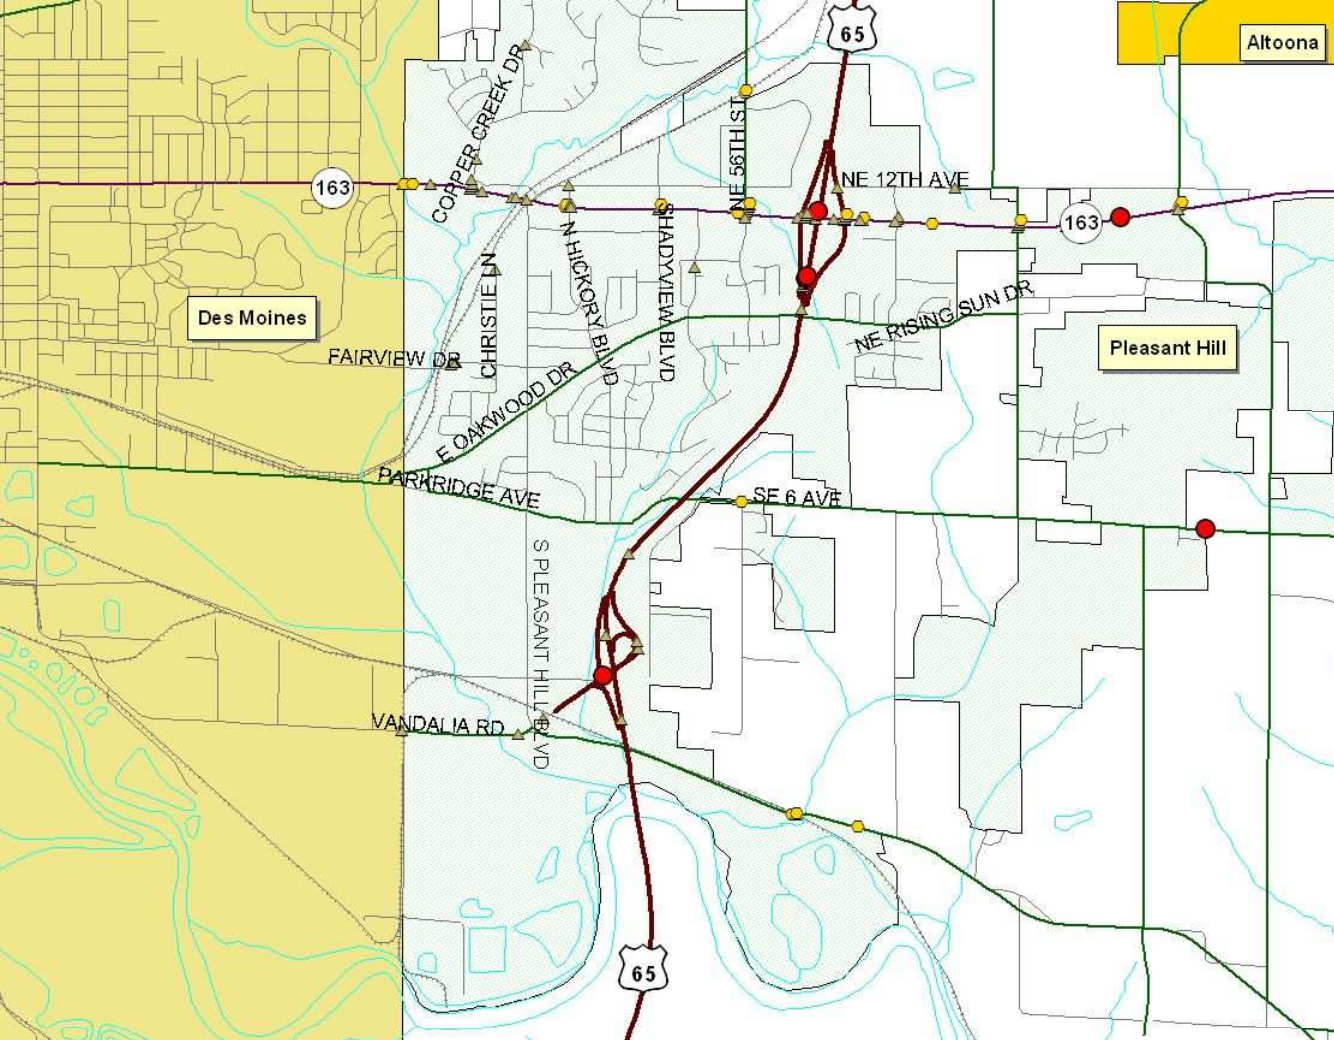 65
Altoona
COPPER CREEK DR
NE 56TH ST
163
NE 12TH AVE
163
N HICKORY BLVD
SHADYVIEW BLVD
CHRISTIE LN
Des Moines
NE RISING SUN DR
Pleasant Hill
FAIRVIEW DR
E OAKWOOD DR
PARKRIDGE AVE
SE 6 AVE
S PLEASANT HILL BLVD
VANDALIA RD
65